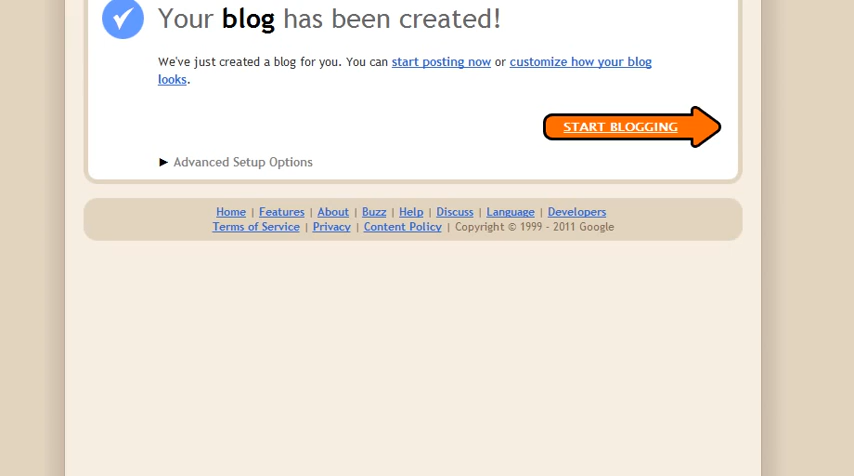 Your blog has been created!
We've just created a blog for you. You can start posting now or customize how your blog
looks.
START BLOGGING
Advanced Setup Options
Home | Features | About | Buzz | Help | Discuss | Language | Developers
Terms of Service | Privacy | Content Policy | Copyright © 1999 - 2011 Google